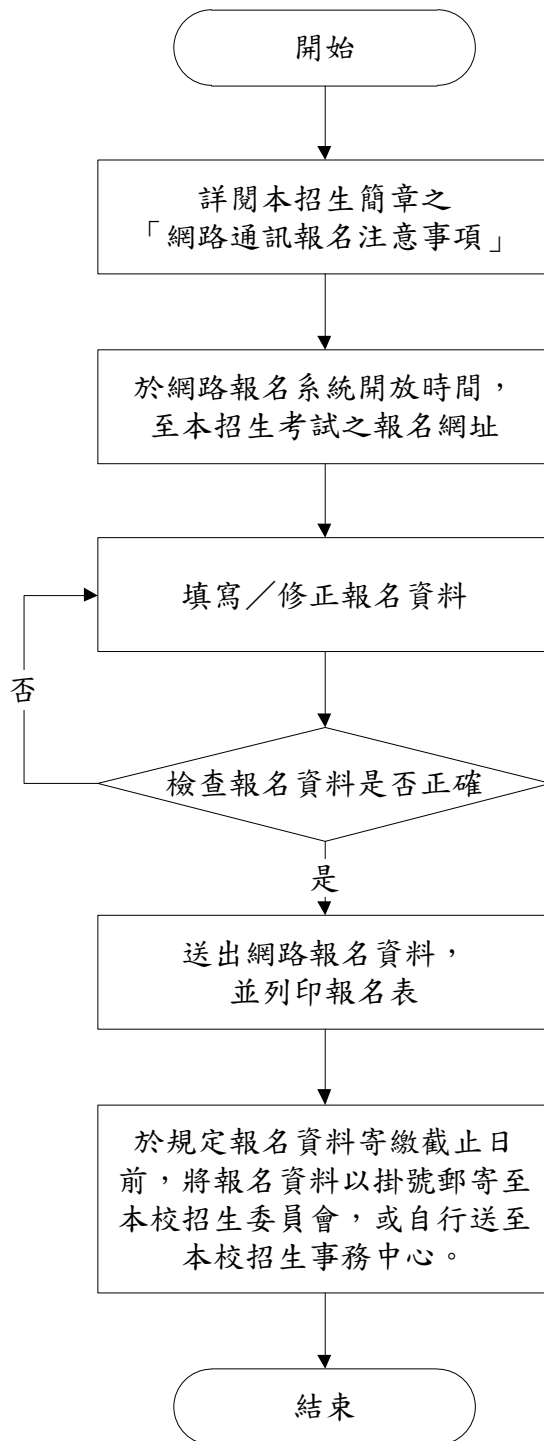 開始
詳閱本招生簡章之
「網路通訊報名注意事項」
於網路報名系統開放時間，
至本招生考試之報名網址
填寫／修正報名資料
否
檢查報名資料是否正確
是
送出網路報名資料，
並列印報名表
於規定報名資料寄繳截止日
前，將報名資料以掛號郵寄至
本校招生委員會，或自行送至
本校招生事務中心。
結束